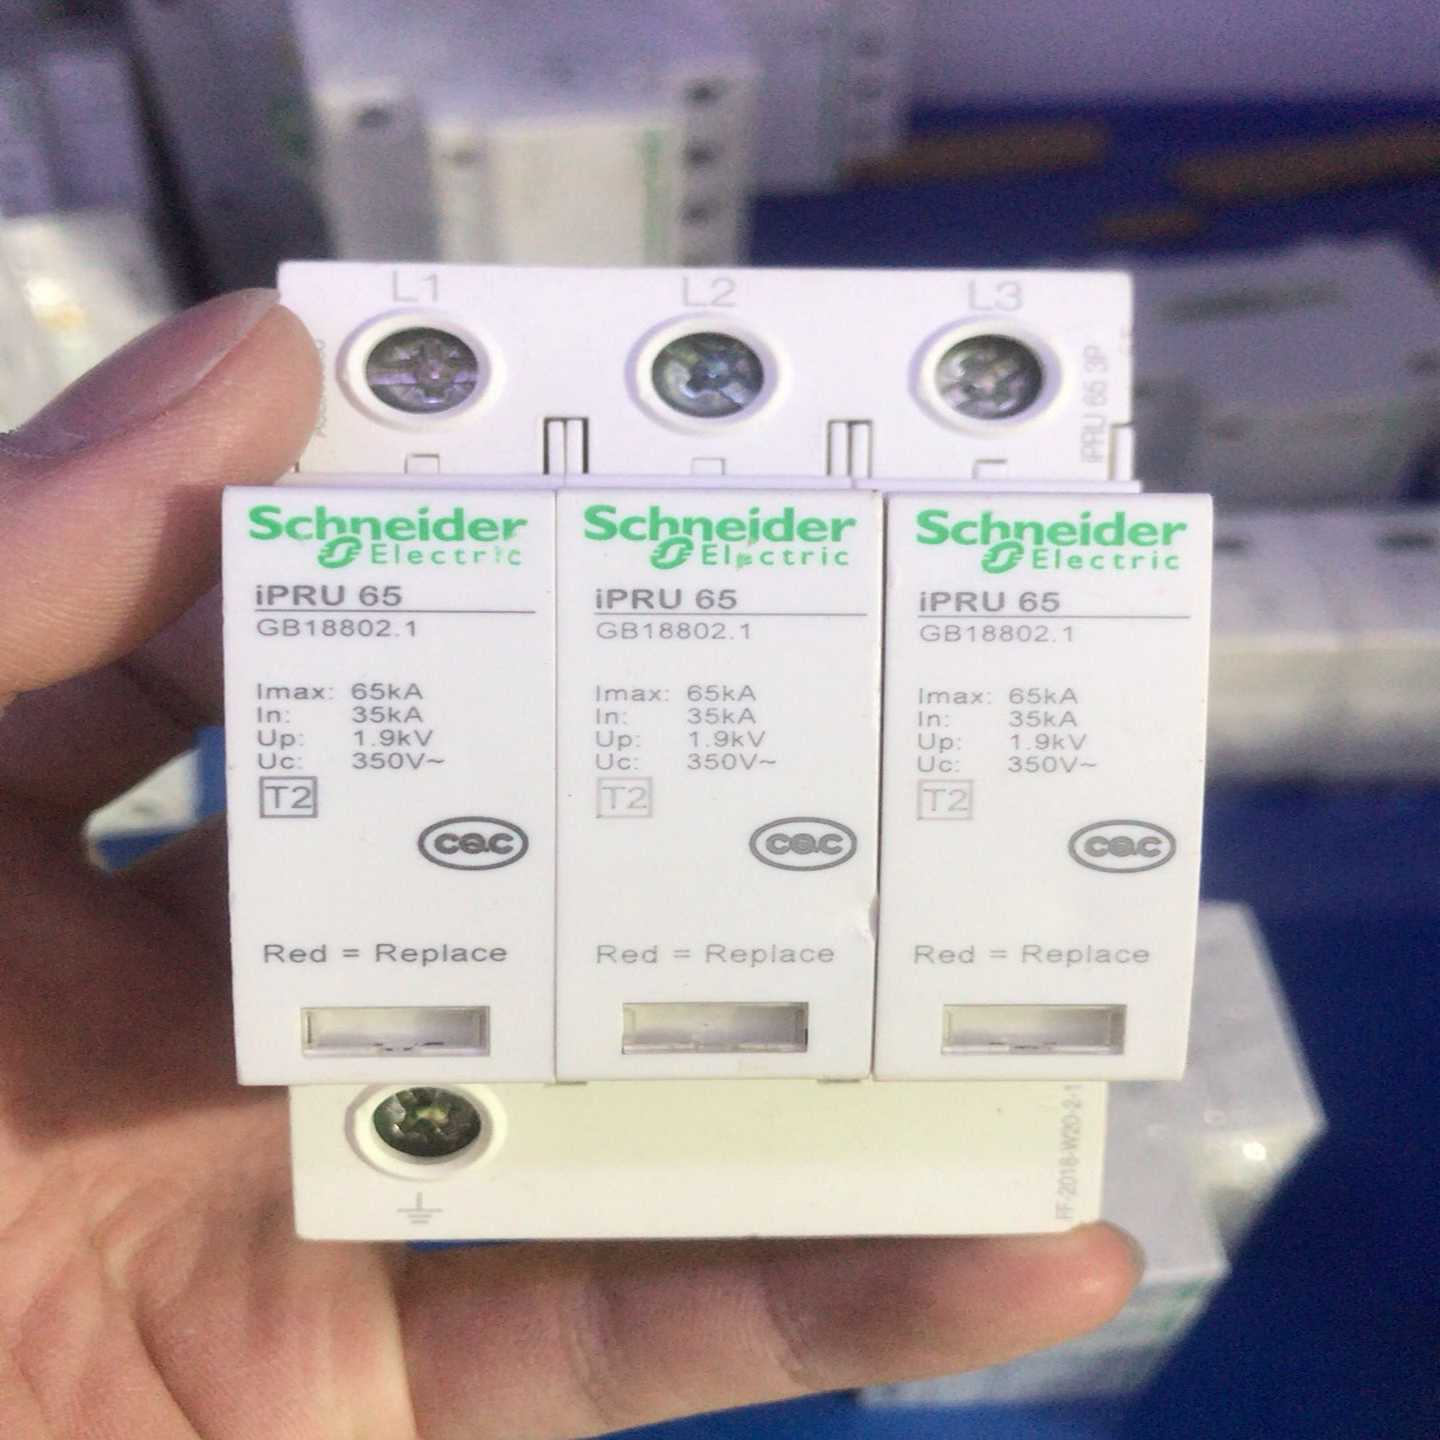 L1 L2 L3
iPRU 65 3P
Schneider
Electric
iPRU 65
GB18802.1
Imax: 65kA
In: 35kA
Up: 1.9kV
Uc: 350V~
T2
Red = Replace
Schneider
Electric
iPRU 65
GB18802.1
Imax: 65kA
In: 35kA
Up: 1.9kV
Uc: 350V~
T2
Red = Replace
Schneider
Electric
iPRU 65
GB18802.1
Imax: 65kA
In: 35kA
Up: 1.9kV
Uc: 350V~
T2
Red = Replace